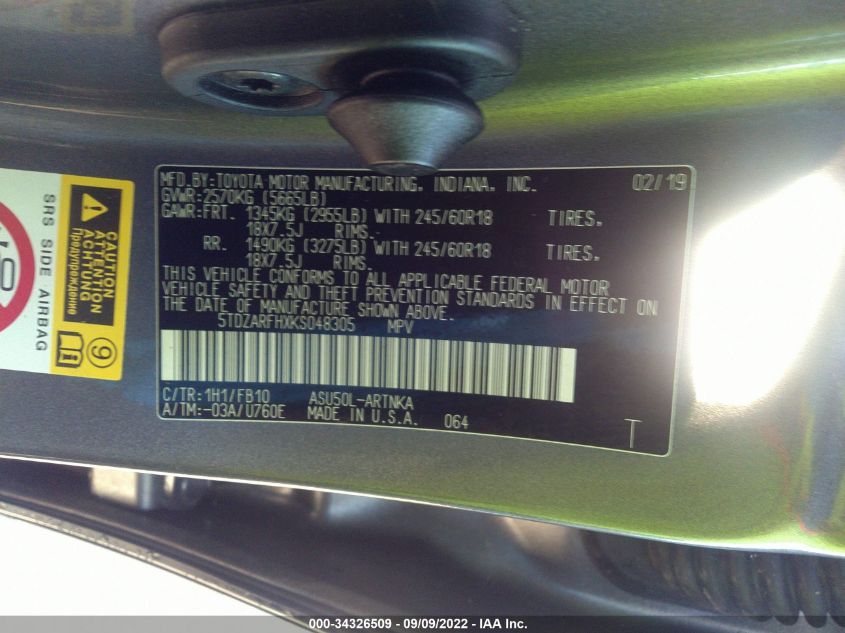 MFD. BY: TOYOTA MOTOR MANUFACTURING, INDIANA, INC. 02/19
GVWR: 2570KG (5665LB)
GAWR: FRT. 1345KG (2955LB) WITH 245/60R18 TIRES.
18X7.5J RIMS.
RR. 1490KG (3275LB) WITH 245/60R18 TIRES.
18X7.5J RIMS.
THIS VEHICLE CONFORMS TO ALL APPLICABLE FEDERAL MOTOR
VEHICLE SAFETY AND THEFT PREVENTION STANDARDS IN EFFECT ON
THE DATE OF MANUFACTURE SHOWN ABOVE.
5TDZARFHXKS048305 MPV
C/TR: 1H1/FB10 ASU50L-ARTNKA
A/TM: -03A/U760E MADE IN U.S.A. 064
T
SRS SIDE AIRBAG
CAUTION
ATTENTION
ACHTUNG
Предупреждение
9
000-34326509 - 09/09/2022 - IAA Inc.